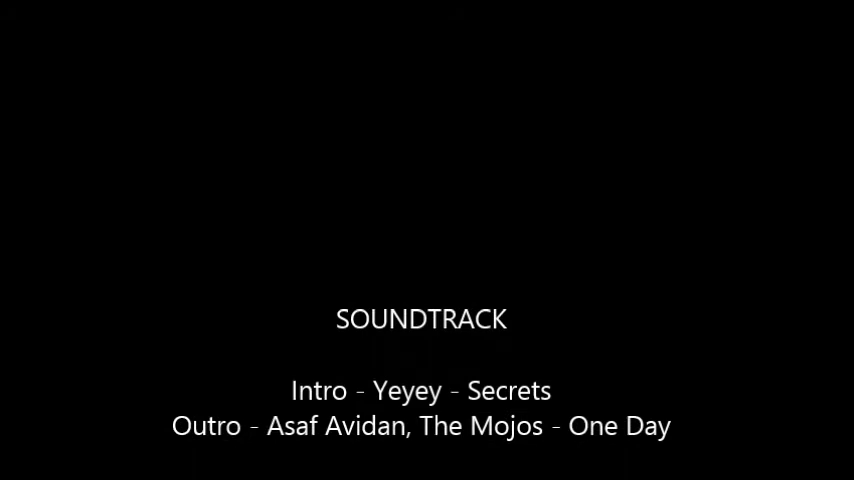 SOUNDTRACK
Intro - Yeyey - Secrets
Outro - Asaf Avidan, The Mojos - One Day